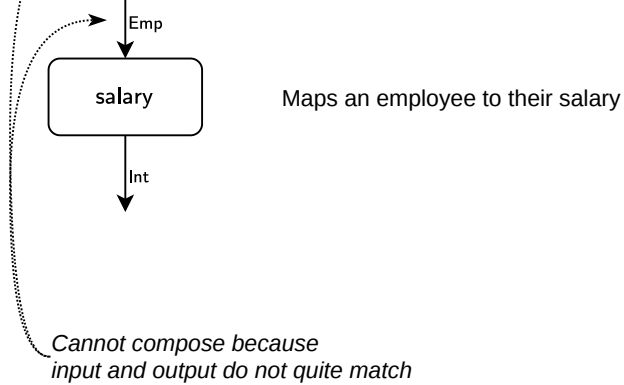 Emp
salary
Maps an employee to their salary
Int
Cannot compose because
input and output do not quite match